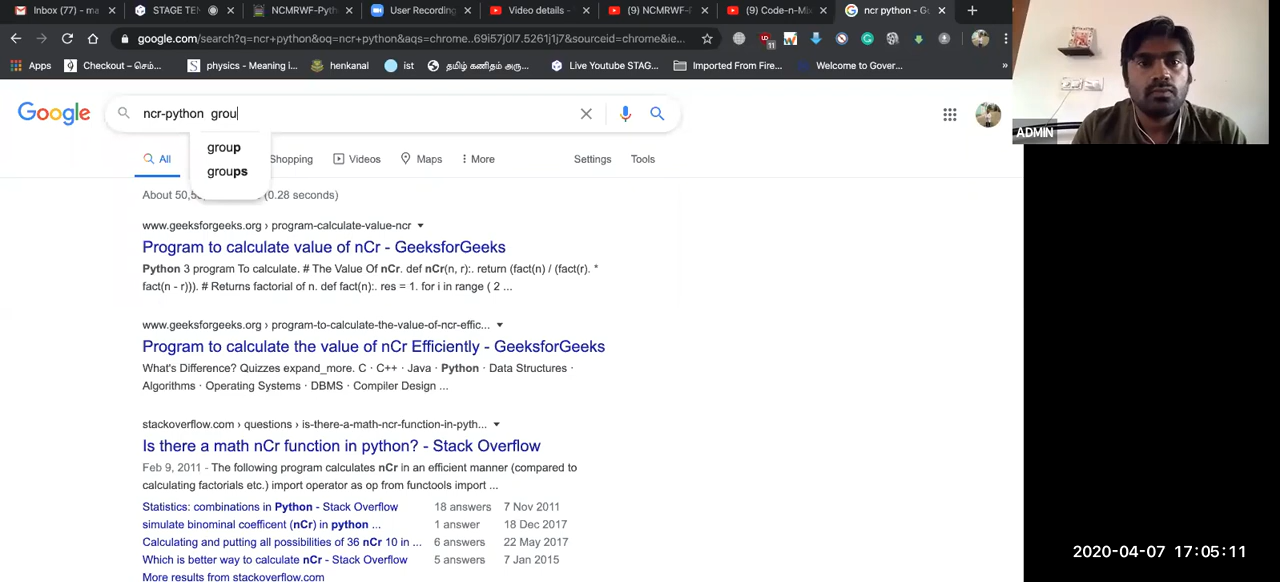 Inbox (71) - ma
STAGE TEN
NCMRWF-Pyth
User Recording
Video details -
(9) NCMRWF-P
(9) Code-n-Mix
ncr python - Go
google.com/search?q=ncr+python&oq=ncr+python&aqs=chrome..69i57j0l7.5261j1j7&sourceid=chrome&ie...
11
Apps
Checkout – செம்...
physics - Meaning i...
henkanal
ist
தமிழ் கணிதம் அரு...
Live Youtube STAG...
Imported From Fire...
Welcome to Gover...
»
Google
ncr-python grou
group
groups
All
Shopping
Videos
Maps
More
Settings
Tools
About 50,5
(0.28 seconds)
www.geeksforgeeks.org › program-calculate-value-ncr
Program to calculate value of nCr - GeeksforGeeks
Python 3 program To calculate. # The Value Of nCr. def nCr(n, r):. return (fact(n) / (fact(r). *
fact(n - r))). # Returns factorial of n. def fact(n):. res = 1. for i in range ( 2 ...
www.geeksforgeeks.org › program-to-calculate-the-value-of-ncr-effic...
Program to calculate the value of nCr Efficiently - GeeksforGeeks
What's Difference? Quizzes expand_more. C · C++ · Java · Python · Data Structures ·
Algorithms · Operating Systems · DBMS · Compiler Design ...
stackoverflow.com › questions › is-there-a-math-ncr-function-in-pyth...
Is there a math nCr function in python? - Stack Overflow
Feb 9, 2011 - The following program calculates nCr in an efficient manner (compared to
calculating factorials etc.) import operator as op from functools import ...
Statistics: combinations in Python - Stack Overflow 18 answers 7 Nov 2011
simulate binomial coefficent (nCr) in python ... 1 answer 18 Dec 2017
Calculating and putting all possibilities of 36 nCr 10 in ... 6 answers 22 May 2017
Which is better way to calculate nCr - Stack Overflow 5 answers 7 Jan 2015
More results from stackoverflow.com
ADMIN
2020-04-07 17:05:11